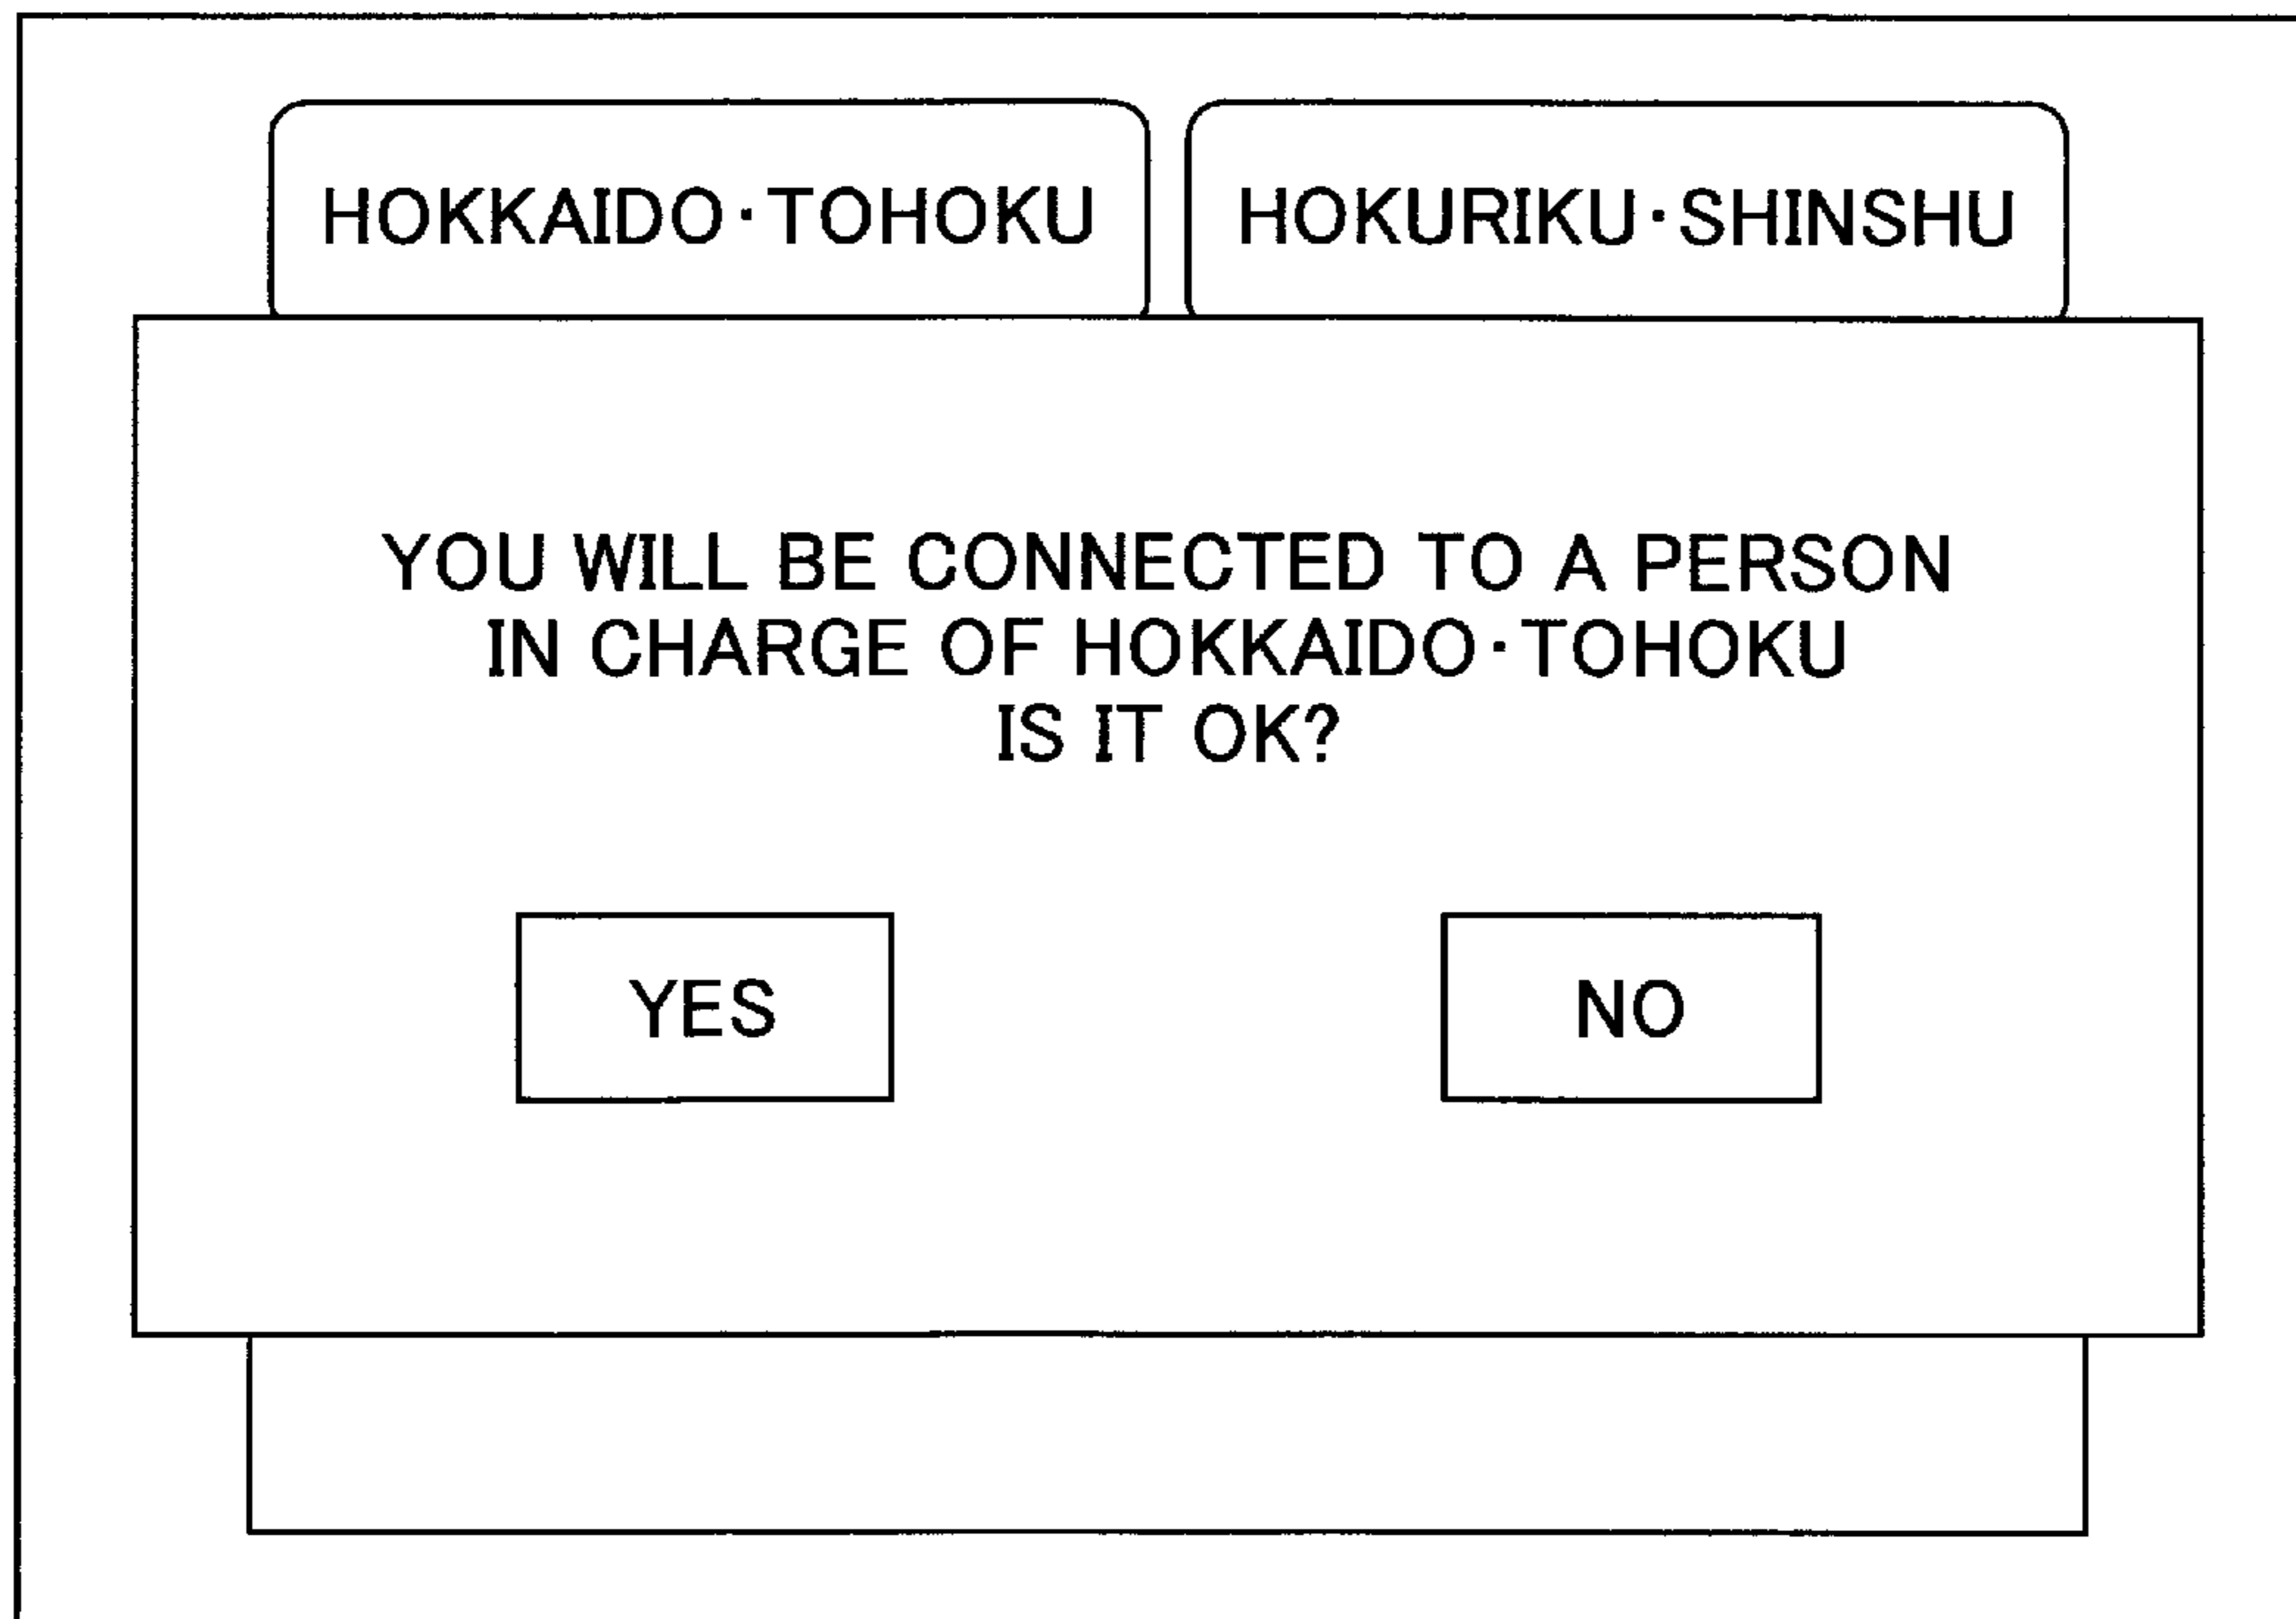 HOKKAIDO・TOHOKU HOKURIKU・SHINSHU
YOU WILL BE CONNECTED TO A PERSON
IN CHARGE OF HOKKAIDO・TOHOKU
IS IT OK?
YES NO